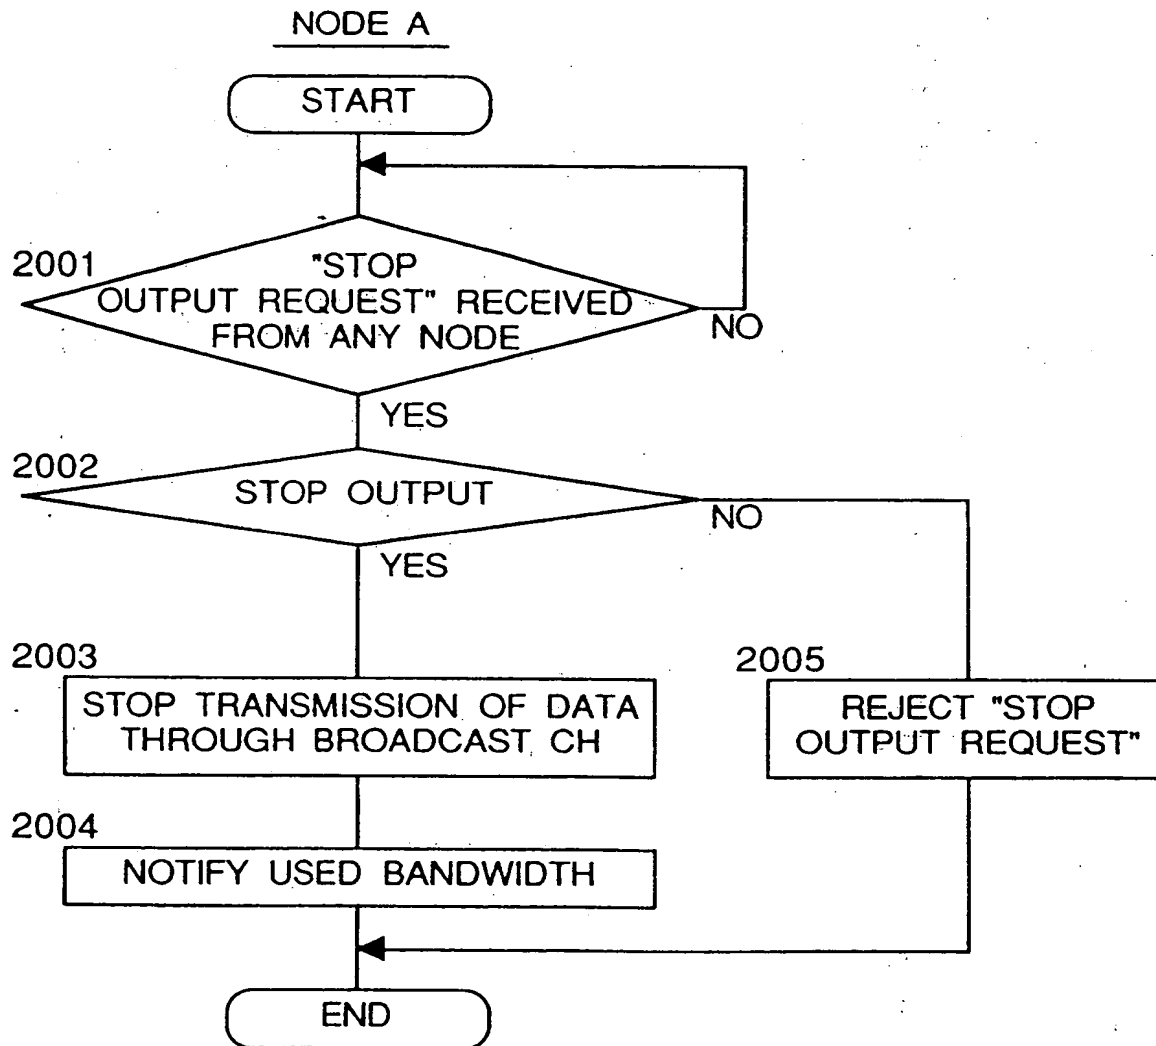 NODE A
START
2001
"STOP
OUTPUT REQUEST" RECEIVED
FROM ANY NODE
NO
YES
2002
STOP OUTPUT
NO
YES
2003
STOP TRANSMISSION OF DATA
THROUGH BROADCAST CH
2005
REJECT "STOP
OUTPUT REQUEST"
2004
NOTIFY USED BANDWIDTH
END